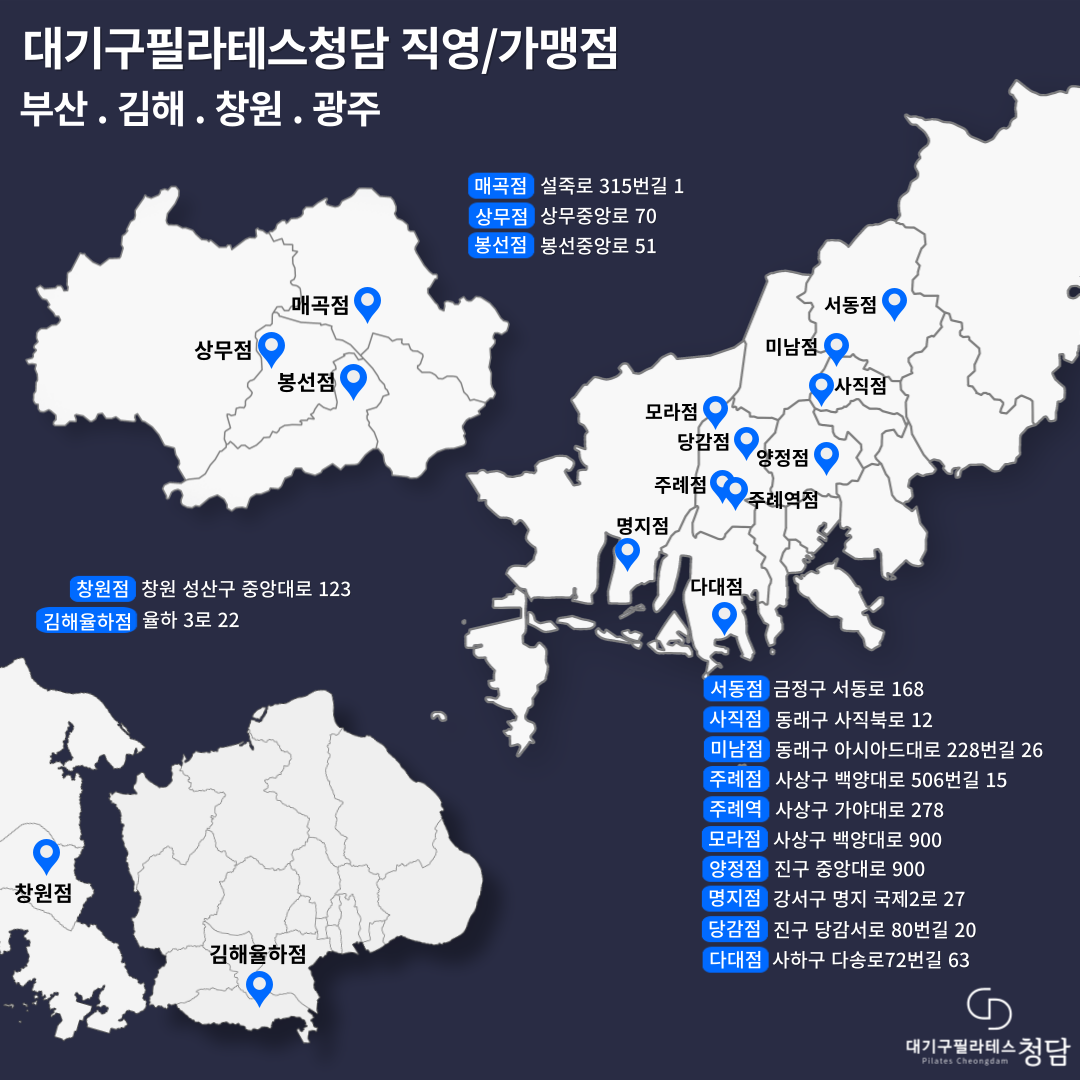 대기구필라테스청담 직영/가맹점
부산 . 김해 . 창원 . 광주
매곡점 설죽로 315번길 1
상무점 상무중앙로 70
봉선점 봉선중앙로 51
매곡점
상무점
봉선점
서동점
미남점
사직점
모라점
당감점
양정점
주례점
주례역점
명지점
다대점
창원점 창원 성산구 중앙대로 123
김해율하점 율하 3로 22
창원점
김해율하점
서동점 금정구 서동로 168
사직점 동래구 사직북로 12
미남점 동래구 아시아드대로 228번길 26
주례점 사상구 백양대로 506번길 15
주례역 사상구 가야대로 278
모라점 사상구 백양대로 900
양정점 진구 중앙대로 900
명지점 강서구 명지 국제2로 27
당감점 진구 당감서로 80번길 20
다대점 사하구 다송로72번길 63
대기구필라테스 청담
Pilates Cheongdam